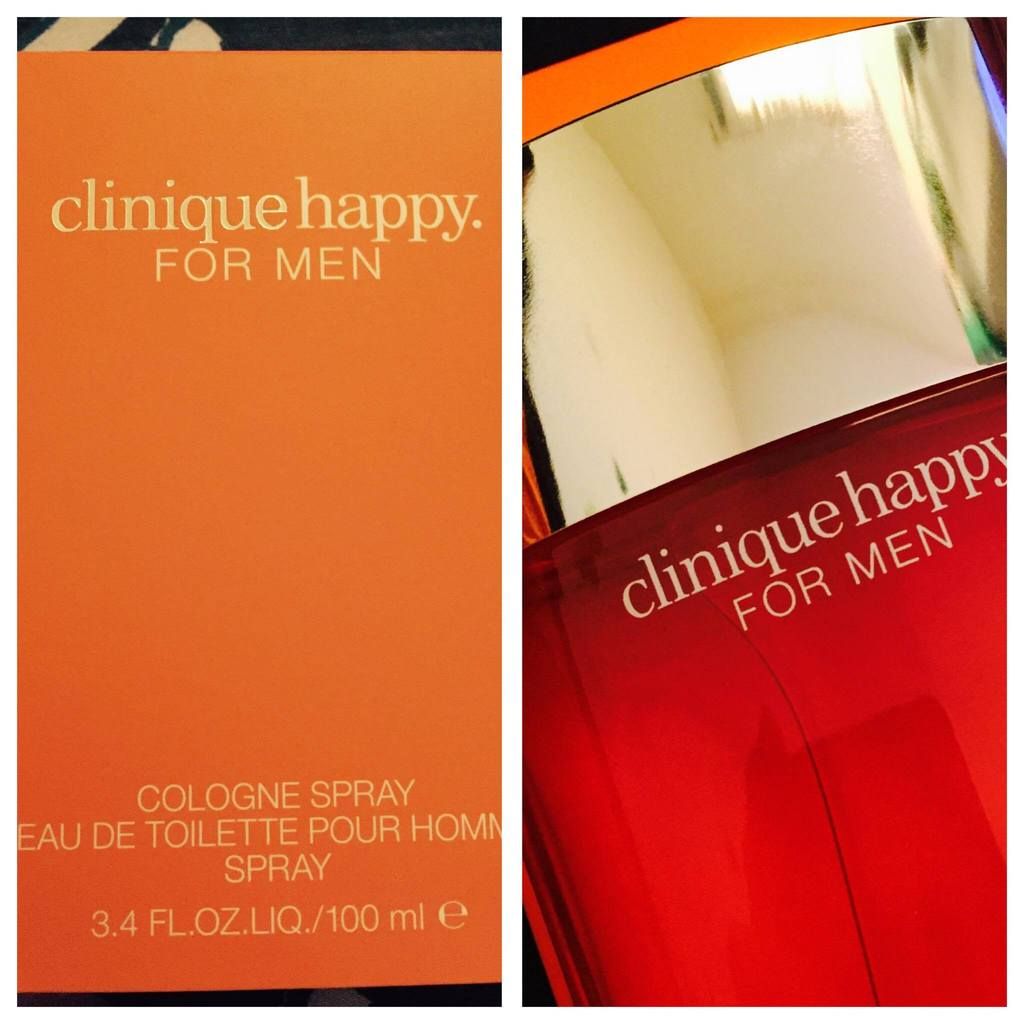 clinique happy.
FOR MEN
COLOGNE SPRAY
EAU DE TOILETTE POUR HOMM
SPRAY
3.4 FL.OZ.LIQ./100 ml ℮
clinique happy
FOR MEN